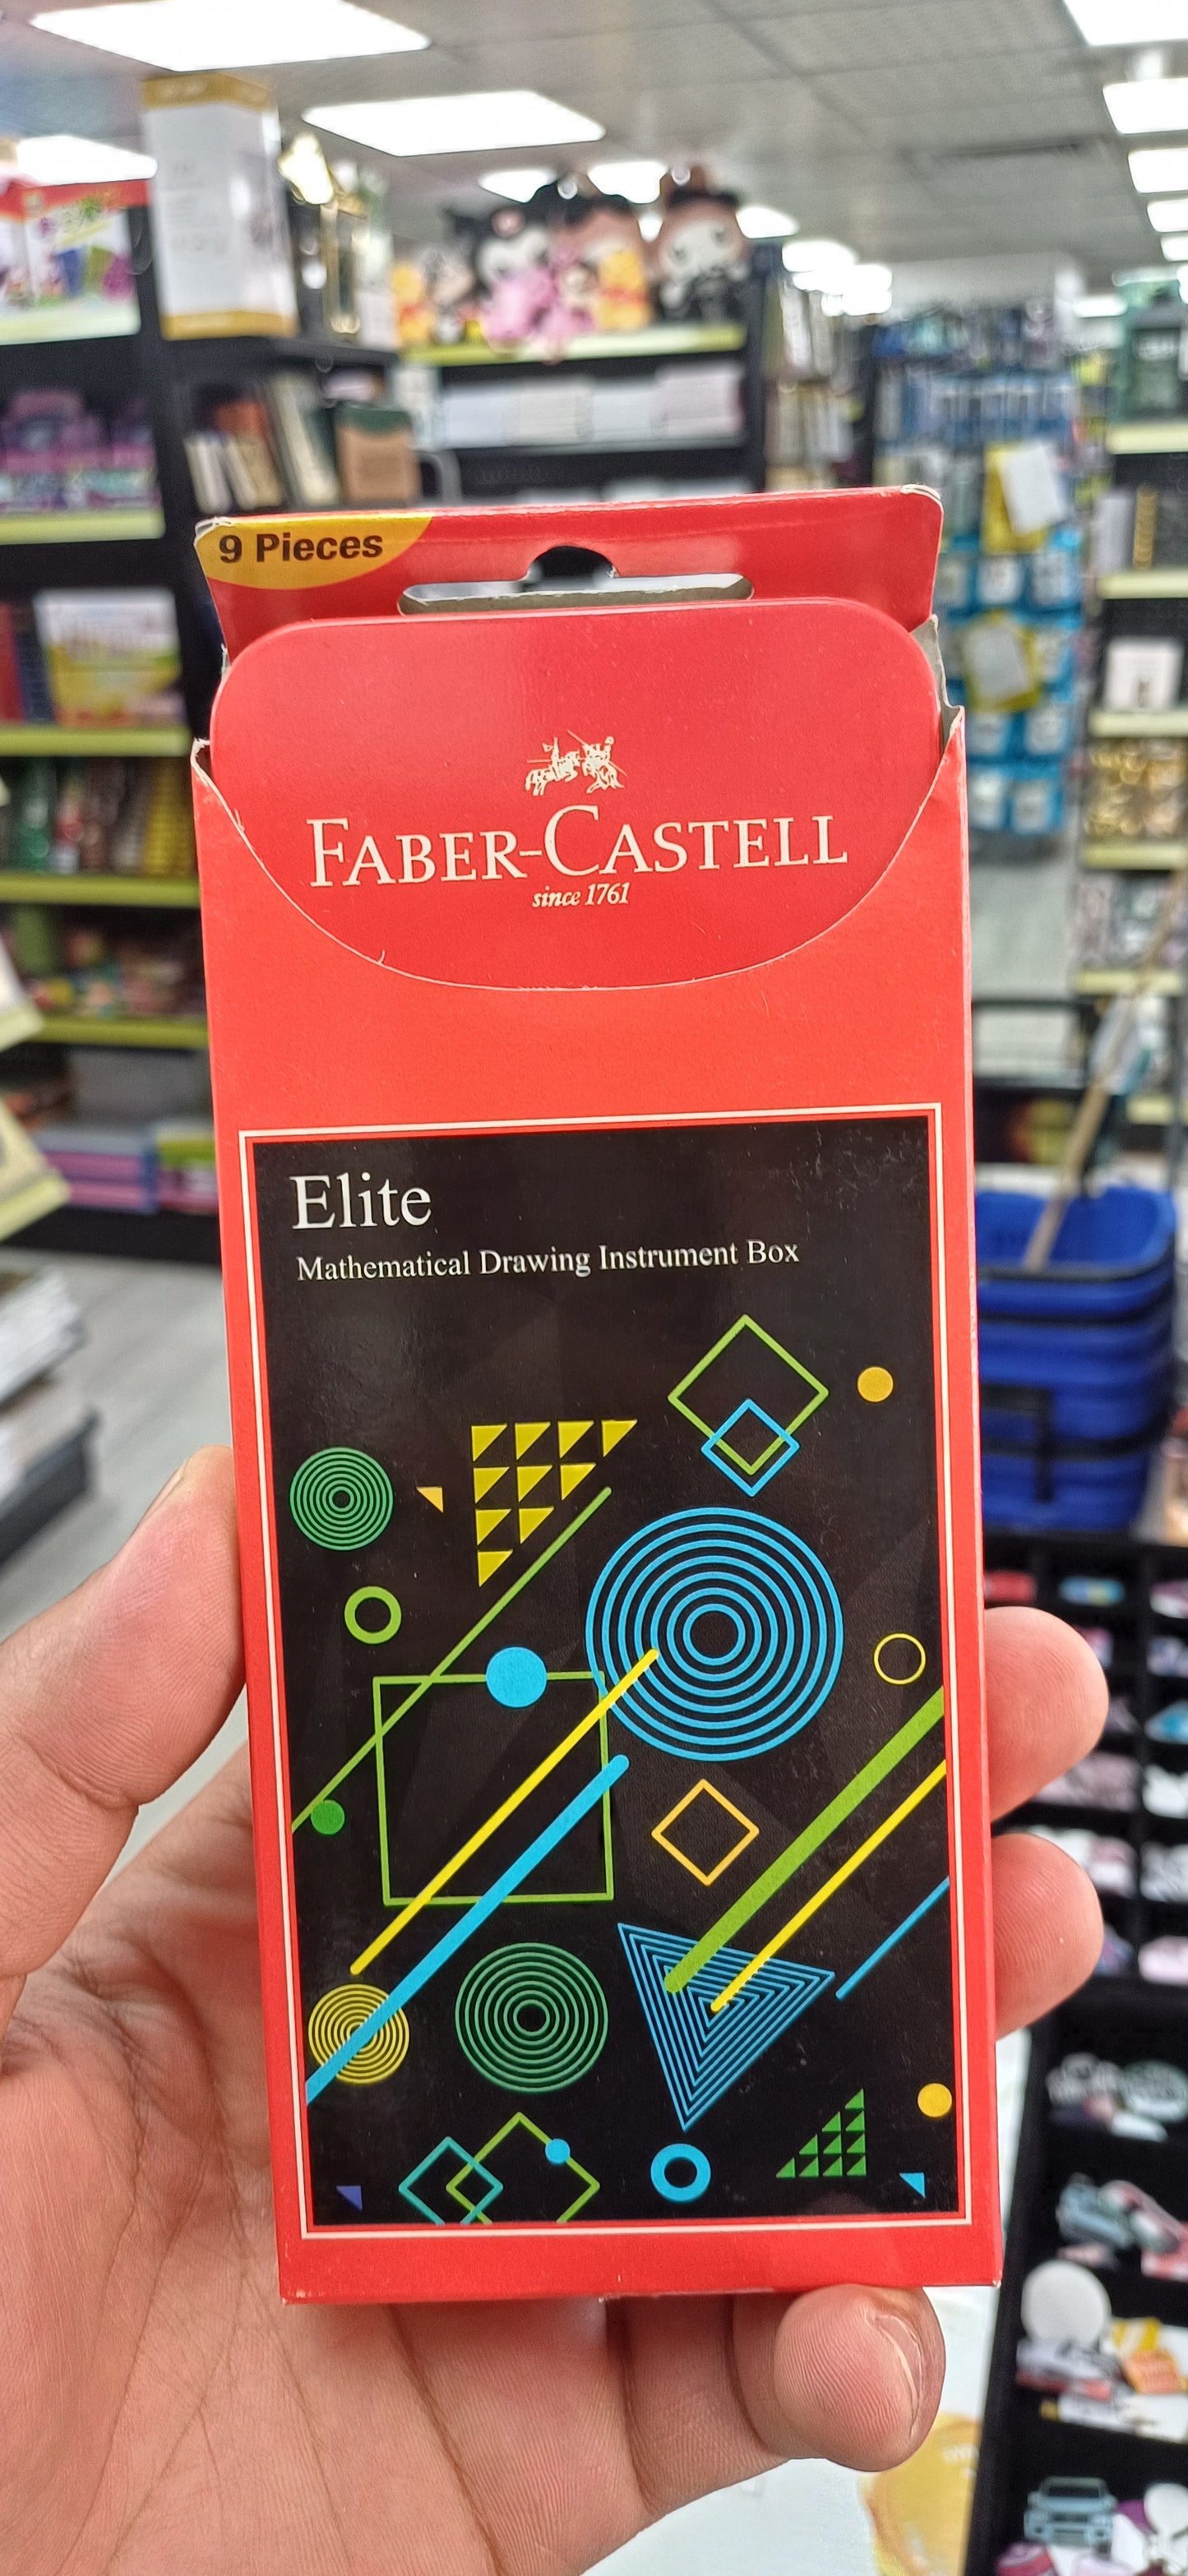 9 Pieces
FABER-CASTELL
since 1761
Elite
Mathematical Drawing Instrument Box